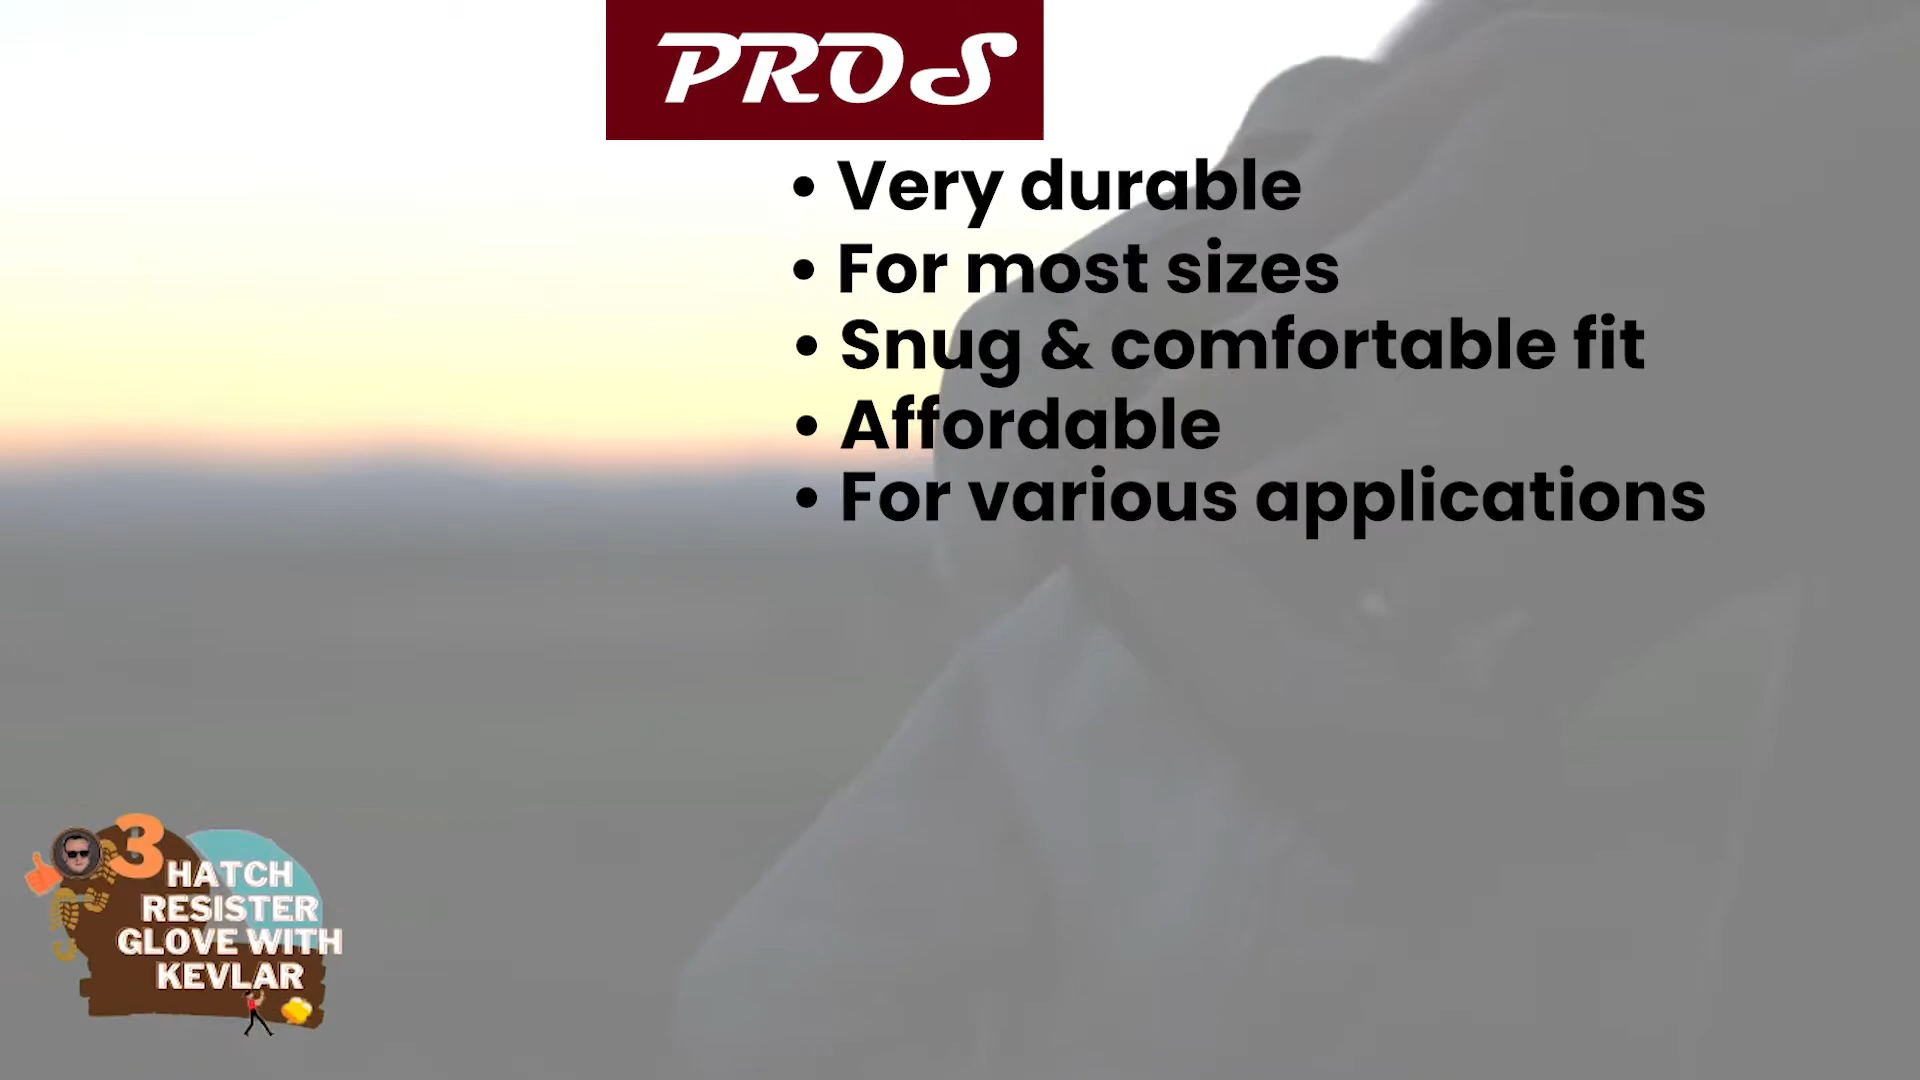 PROS
• Very durable
• For most sizes
• Snug & comfortable fit
• Affordable
• For various applications
3
HATCH
RESISTER
GLOVE WITH
KEVLAR